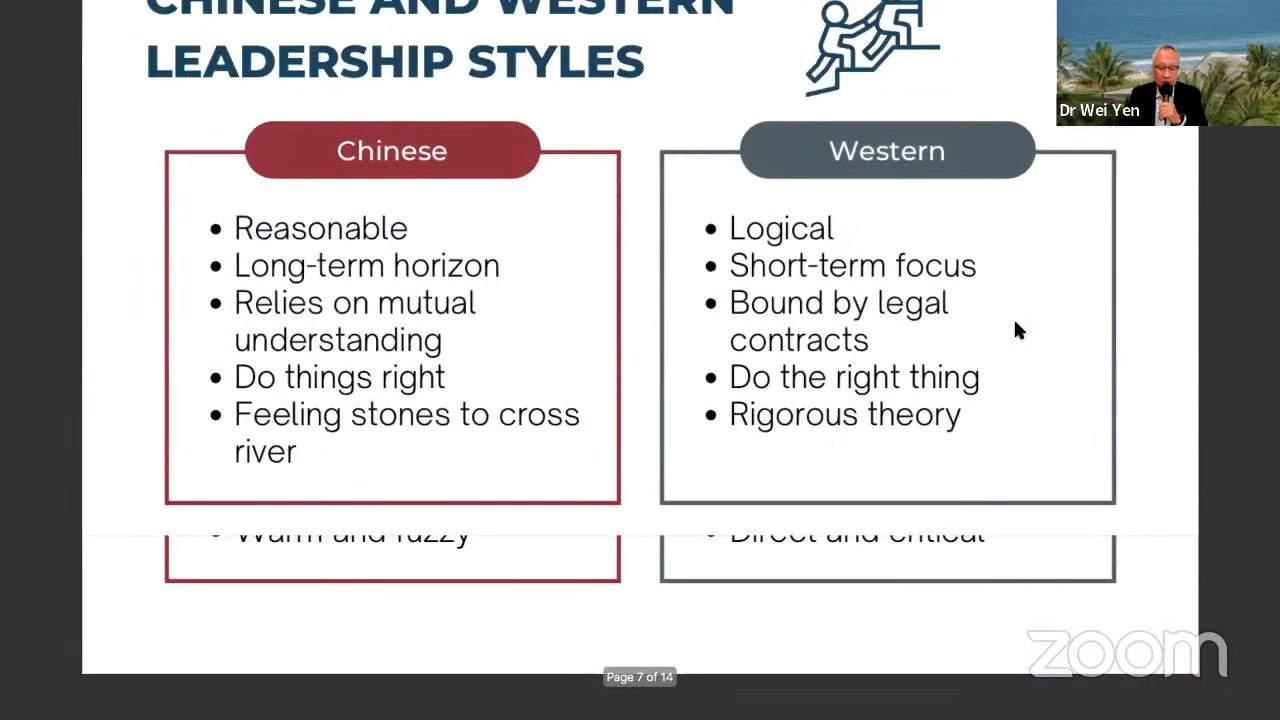 CHINESE AND WESTERN
LEADERSHIP STYLES
Dr Wei Yen
Chinese
• Reasonable
• Long-term horizon
• Relies on mutual
understanding
• Do things right
• Feeling stones to cross
river
• Warm and fuzzy
Western
• Logical
• Short-term focus
• Bound by legal
contracts
• Do the right thing
• Rigorous theory
• Direct and critical
zoom
Page 7 of 14